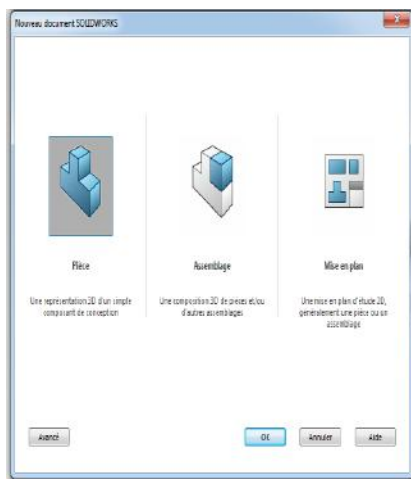 Nouveau document SOLIDWORKS
Pièce
Assemblage
Mise en plan
Une représentation 3D d'un simple
composant de conception
Une composition 3D de pièces et/ou
d'autres assemblages
Une mise en plan d'étude 2D,
généralement une pièce ou un
assemblage
Avancé
OK
Annuler
Aide